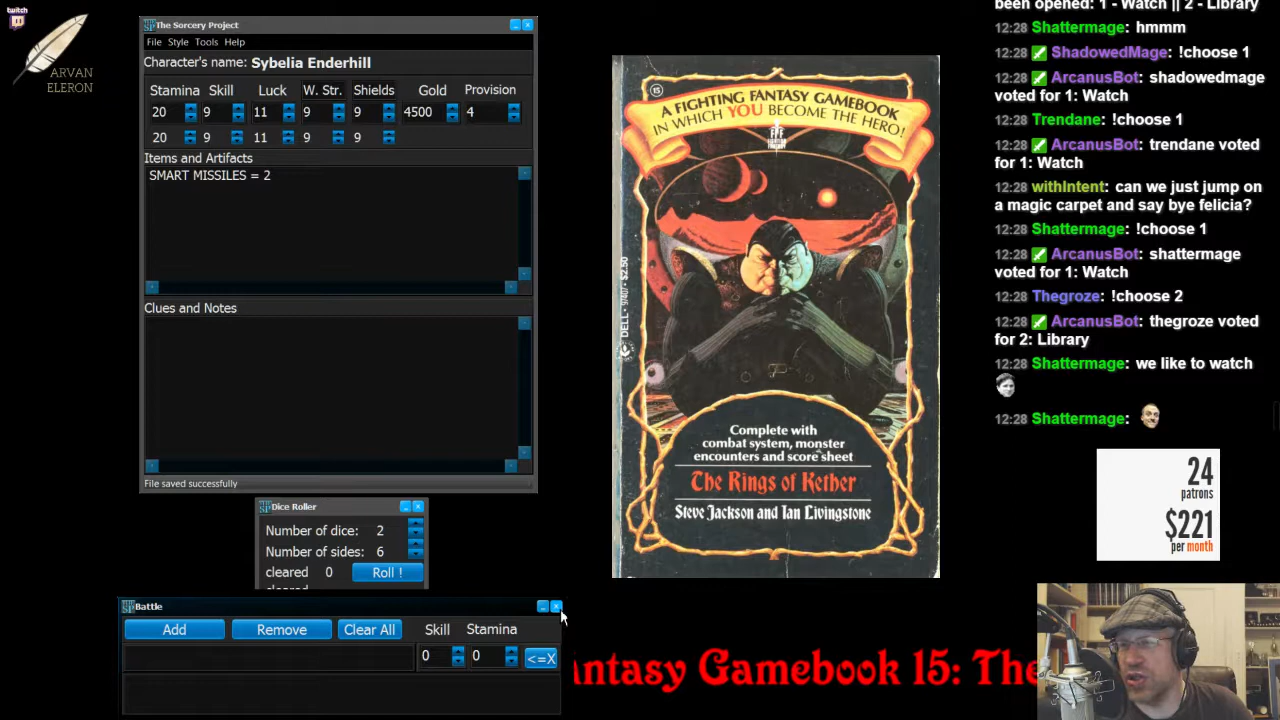 twitch
ARVAN
ELERON
The Sorcery Project
File Style Tools Help
Character's name: Sybelia Enderhill
Stamina Skill Luck W. Str. Shields Gold Provision
20 9 11 9 9 4500 4
20 9 11 9 9
Items and Artifacts
SMART MISSILES = 2
Clues and Notes
File saved successfully
Dice Roller
Number of dice: 2
Number of sides: 6
cleared 0 Roll !
Battle
Add Remove Clear All Skill Stamina
0 0 <=X
15
A FIGHTING FANTASY GAMEBOOK
IN WHICH YOU BECOME THE HERO!
DELL • 97407 • $2.50
Complete with
combat system, monster
encounters and score sheet
The Rings of Kether
Steve Jackson and Ian Livingstone
antasy Gamebook 15: The
been opened: 1 - Watch || 2 - Library
12:28 Shattermage: hmmm
12:28 ShadowedMage: !choose 1
12:28 ArcanusBot: shadowedmage
voted for 1: Watch
12:28 Trendane: !choose 1
12:28 ArcanusBot: trendane voted
for 1: Watch
12:28 withIntent: can we just jump on
a magic carpet and say bye felicia?
12:28 Shattermage: !choose 1
12:28 ArcanusBot: shattermage
voted for 1: Watch
12:28 Thegroze: !choose 2
12:28 ArcanusBot: thegroze voted
for 2: Library
12:28 Shattermage: we like to watch
12:28 Shattermage:
24
patrons
$221
per month